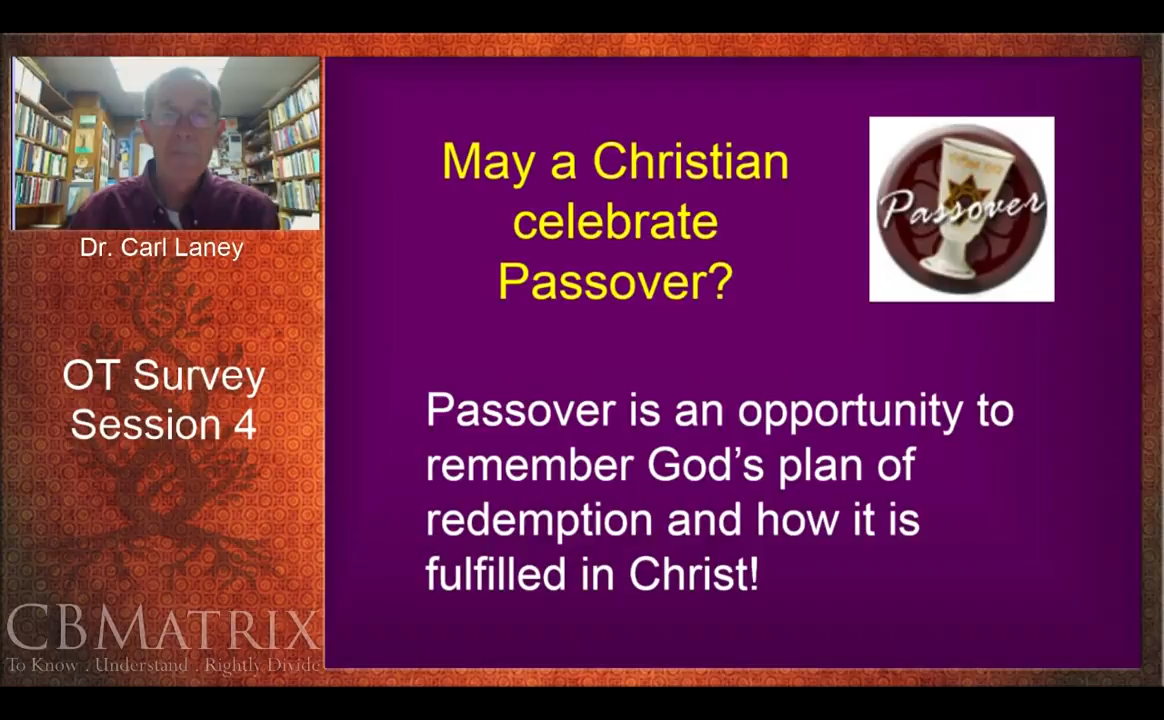 Dr. Carl Laney
OT Survey
Session 4
CBMATRIX
To Know . Understand . Rightly Divide
May a Christian
celebrate
Passover?
Passover
Passover is an opportunity to
remember God's plan of
redemption and how it is
fulfilled in Christ!